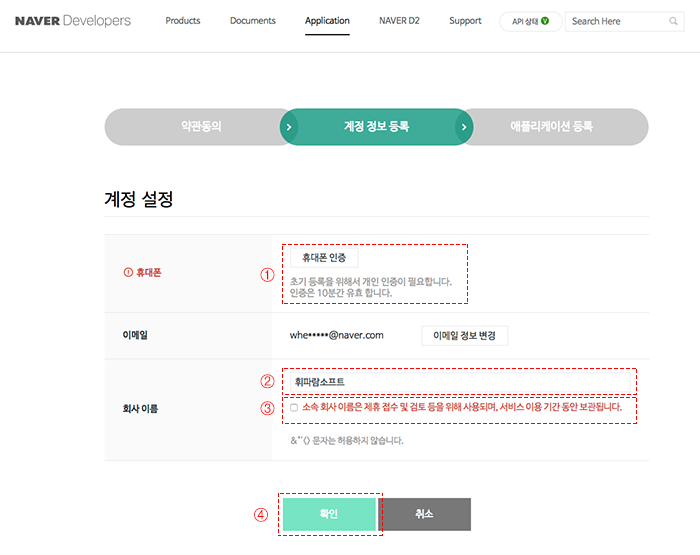 NAVER Developers Products Documents Application NAVER D2 Support API 상태 V Search Here
약관동의 > 계정 정보 등록 > 애플리케이션 등록
계정 설정
① ! 휴대폰 휴대폰 인증
초기 등록을 위해서 개인 인증이 필요합니다.
인증은 10분간 유효 합니다.
이메일 whe•••••@naver.com 이메일 정보 변경
② 휘파람소프트
회사 이름
③ 소속 회사 이름은 제휴 접수 및 검토 등을 위해 사용되며, 서비스 이용 기간 동안 보관됩니다.
&"'<> 문자는 허용하지 않습니다.
④ 확인 취소